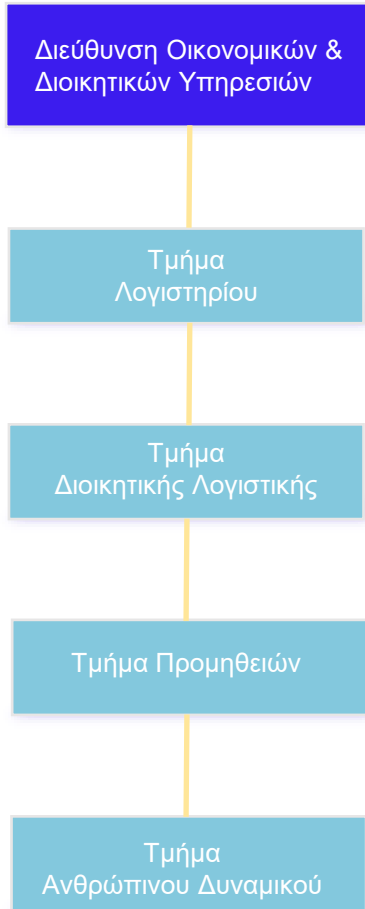 Διεύθυνση Οικονομικών &
Διοικητικών Υπηρεσιών
Τμήμα
Λογιστηρίου
Τμήμα
Διοικητικής Λογιστικής
Τμήμα Προμηθειών
Τμήμα
Ανθρώπινου Δυναμικού